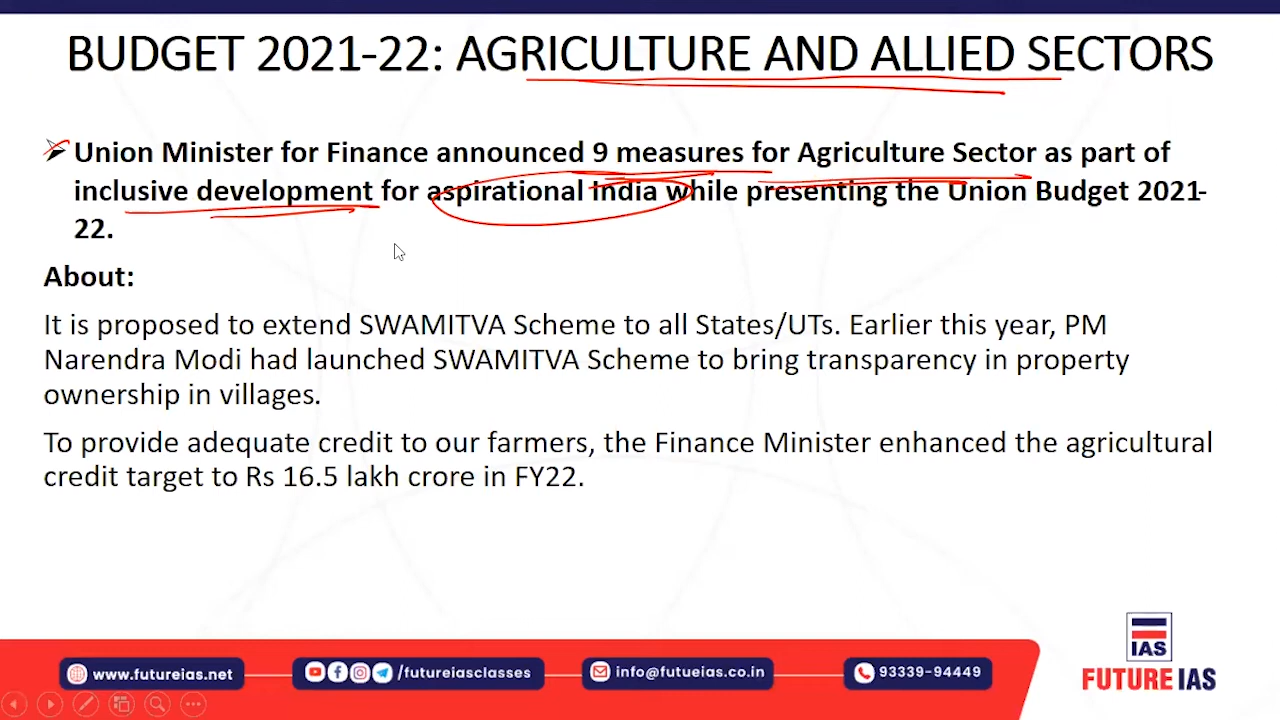 BUDGET 2021-22: AGRICULTURE AND ALLIED SECTORS
Union Minister for Finance announced 9 measures for Agriculture Sector as part of
inclusive development for aspirational India while presenting the Union Budget 2021-
22.
About:
It is proposed to extend SWAMITVA Scheme to all States/UTs. Earlier this year, PM
Narendra Modi had launched SWAMITVA Scheme to bring transparency in property
ownership in villages.
To provide adequate credit to our farmers, the Finance Minister enhanced the agricultural
credit target to Rs 16.5 lakh crore in FY22.
www.futureias.net
/futureiasclasses
info@futueias.co.in
93339-94449
IAS
FUTURE IAS